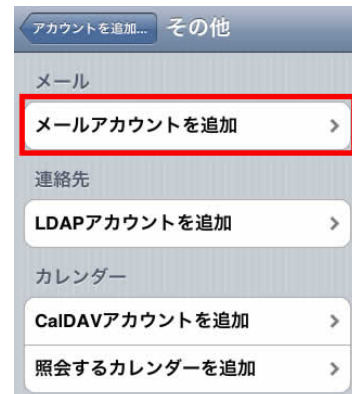 アカウントを追加... その他
メール
メールアカウントを追加
連絡先
LDAPアカウントを追加
カレンダー
CalDAVアカウントを追加
照会するカレンダーを追加